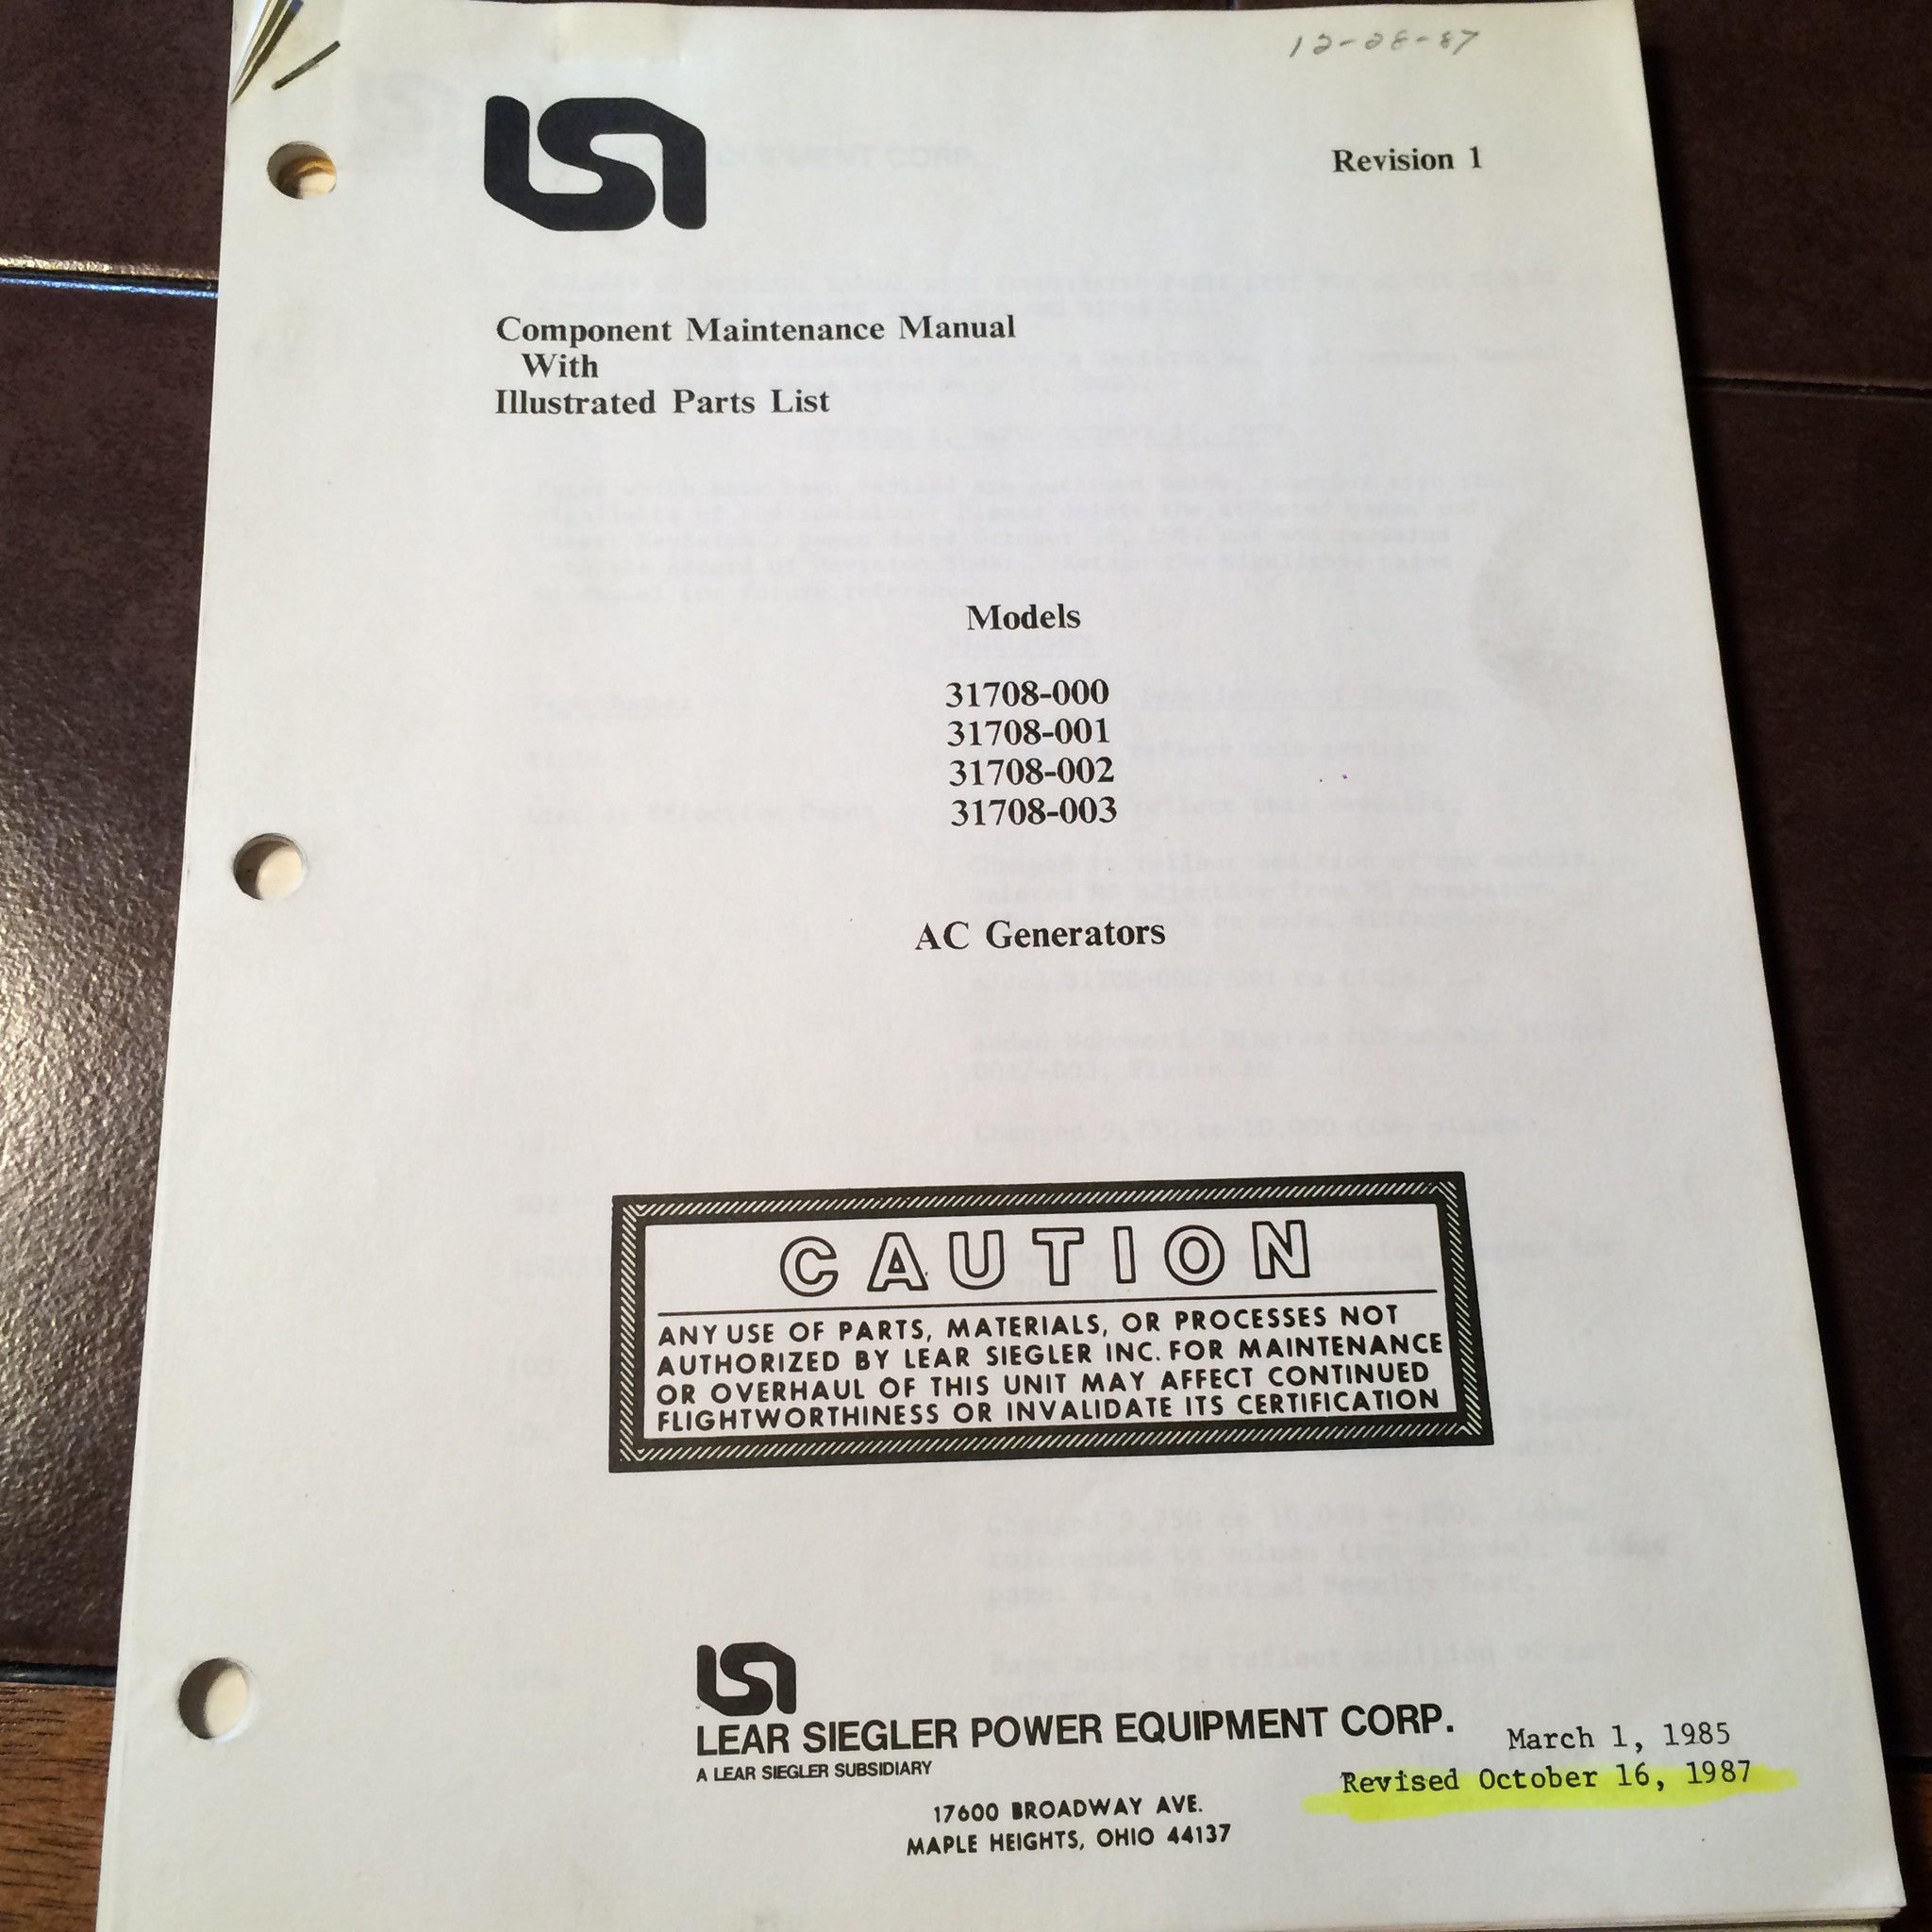 12-28-87
LSI
Revision 1
Component Maintenance Manual
With
Illustrated Parts List
Models
31708-000
31708-001
31708-002
31708-003
AC Generators
CAUTION
ANY USE OF PARTS, MATERIALS, OR PROCESSES NOT
AUTHORIZED BY LEAR SIEGLER INC. FOR MAINTENANCE
OR OVERHAUL OF THIS UNIT MAY AFFECT CONTINUED
FLIGHTWORTHINESS OR INVALIDATE ITS CERTIFICATION
LSI
LEAR SIEGLER POWER EQUIPMENT CORP.
A LEAR SIEGLER SUBSIDIARY
March 1, 1985
Revised October 16, 1987
17600 BROADWAY AVE.
MAPLE HEIGHTS, OHIO 44137